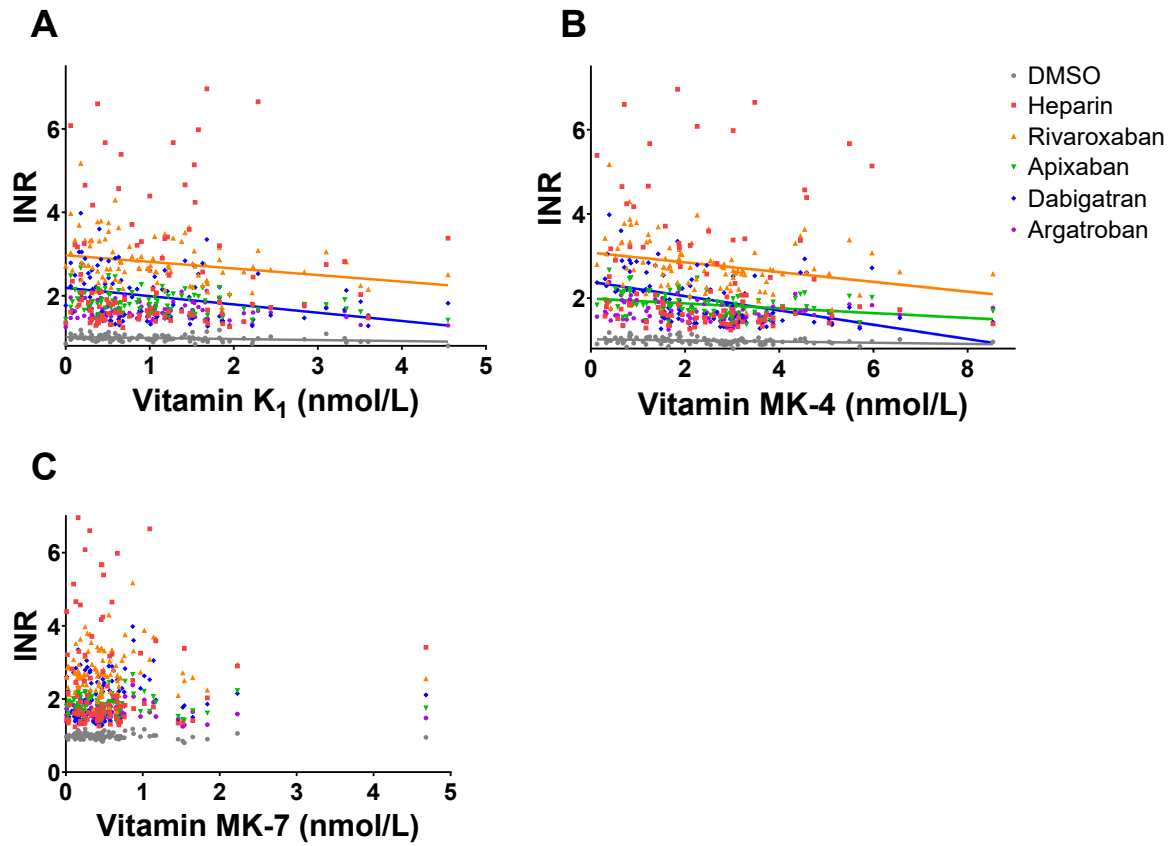 A
INR
6
4
2
0
1
2
3
4
5
Vitamin K₁ (nmol/L)
B
INR
6
4
2
0
2
4
6
8
Vitamin MK-4 (nmol/L)
DMSO
Heparin
Rivaroxaban
Apixaban
Dabigatran
Argatroban
C
INR
6
4
2
0
0
1
2
3
4
5
Vitamin MK-7 (nmol/L)